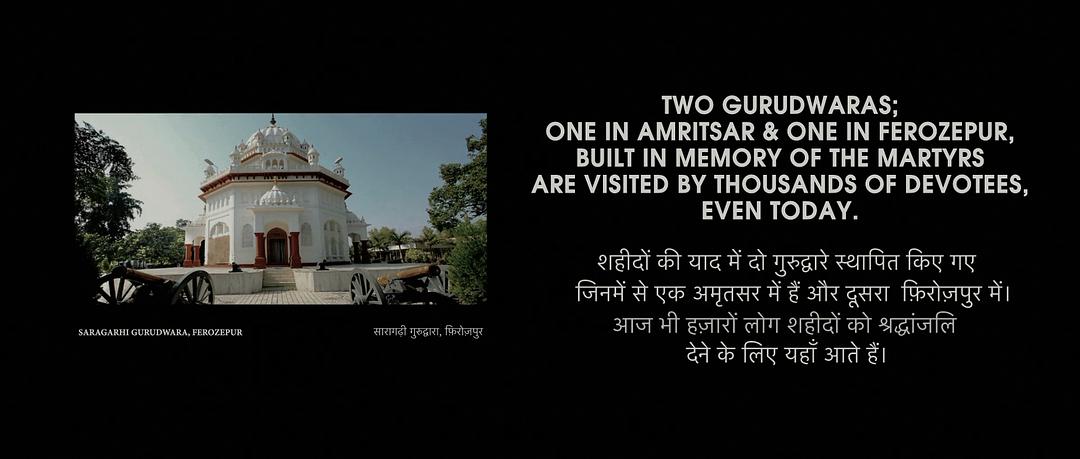 TWO GURUDWARAS;
ONE IN AMRITSAR & ONE IN FEROZEPUR,
BUILT IN MEMORY OF THE MARTYRS
ARE VISITED BY THOUSANDS OF DEVOTEES,
EVEN TODAY.
शहीदों की याद में दो गुरुद्वारे स्थापित किए गए
जिनमें से एक अमृतसर में हैं और दूसरा फ़िरोज़पुर में।
आज भी हज़ारों लोग शहीदों को श्रद्धांजलि
देने के लिए यहाँ आते हैं।
SARAGARHI GURUDWARA, FEROZEPUR
सारागढ़ी गुरुद्वारा, फ़िरोज़पुर